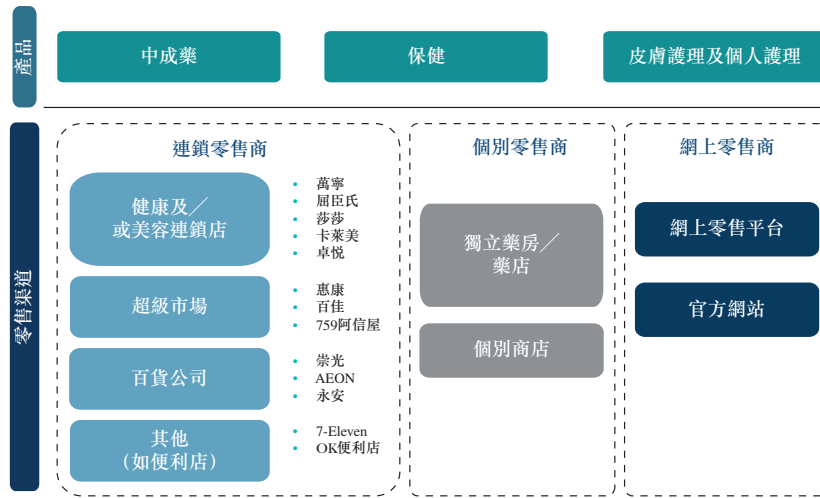 產品
中成藥
保健
皮膚護理及個人護理
零售渠道
連鎖零售商
健康及／
或美容連鎖店
• 萬寧
• 屈臣氏
• 莎莎
• 卡萊美
• 卓悅
超級市場
• 惠康
• 百佳
• 759阿信屋
百貨公司
• 崇光
• AEON
• 永安
其他
（如便利店）
• 7-Eleven
• OK便利店
個別零售商
獨立藥房／
藥店
個別商店
網上零售商
網上零售平台
官方網站